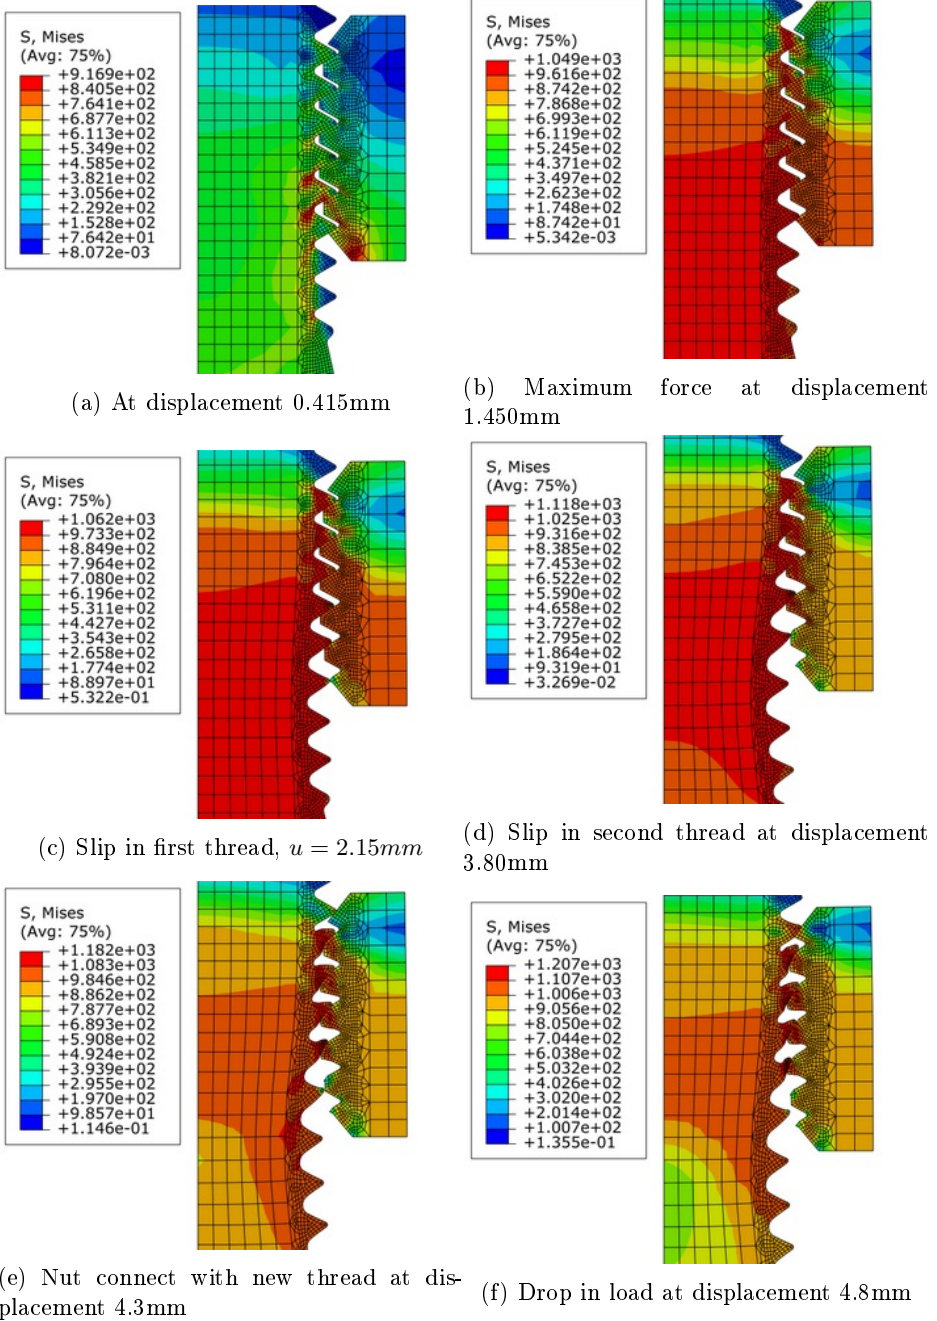 S, Mises
(Avg: 75%)
+9.169e+02
+8.405e+02
+7.641e+02
+6.877e+02
+6.113e+02
+5.349e+02
+4.585e+02
+3.821e+02
+3.056e+02
+2.292e+02
+1.528e+02
+7.642e+01
+8.072e-03
(a) At displacement 0.415mm
S, Mises
(Avg: 75%)
+1.049e+03
+9.616e+02
+8.742e+02
+7.868e+02
+6.993e+02
+6.119e+02
+5.245e+02
+4.371e+02
+3.497e+02
+2.623e+02
+1.748e+02
+8.742e+01
+5.342e-03
(b) Maximum force at displacement
1.450mm
S, Mises
(Avg: 75%)
+1.062e+03
+9.733e+02
+8.849e+02
+7.964e+02
+7.080e+02
+6.196e+02
+5.311e+02
+4.427e+02
+3.543e+02
+2.658e+02
+1.774e+02
+8.897e+01
+5.322e-01
(c) Slip in first thread, u = 2.15mm
S, Mises
(Avg: 75%)
+1.118e+03
+1.025e+03
+9.316e+02
+8.385e+02
+7.453e+02
+6.522e+02
+5.590e+02
+4.658e+02
+3.727e+02
+2.795e+02
+1.864e+02
+9.319e+01
+3.269e-02
(d) Slip in second thread at displacement
3.80mm
S, Mises
(Avg: 75%)
+1.182e+03
+1.083e+03
+9.846e+02
+8.862e+02
+7.877e+02
+6.893e+02
+5.908e+02
+4.924e+02
+3.939e+02
+2.955e+02
+1.970e+02
+9.857e+01
+1.146e-01
(e) Nut connect with new thread at dis-
placement 4.3mm
S, Mises
(Avg: 75%)
+1.207e+03
+1.107e+03
+1.006e+03
+9.056e+02
+8.050e+02
+7.044e+02
+6.038e+02
+5.032e+02
+4.026e+02
+3.020e+02
+2.014e+02
+1.007e+02
+1.355e-01
(f) Drop in load at displacement 4.8mm